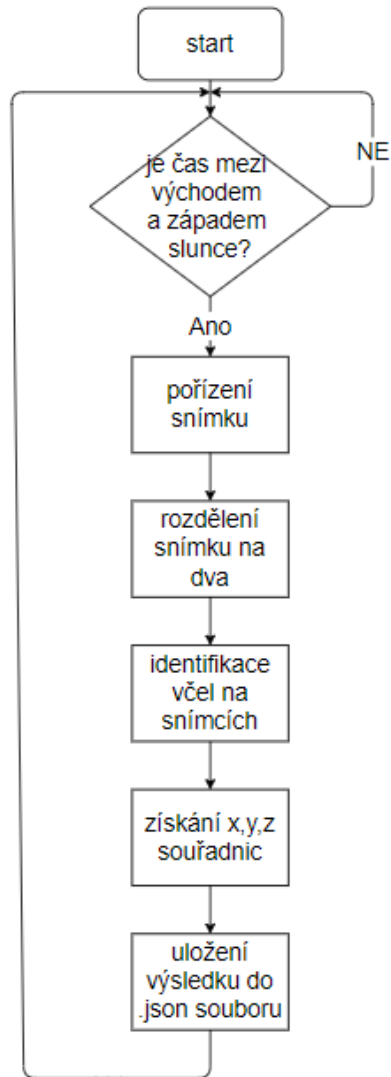 start
je čas mezi
východem
a západem
slunce?
NE
Ano
pořízení
snímku
rozdělení
snímku na
dva
identifikace
včel na
snímcích
získání x,y,z
souřadnic
uložení
výsledku do
.json souboru